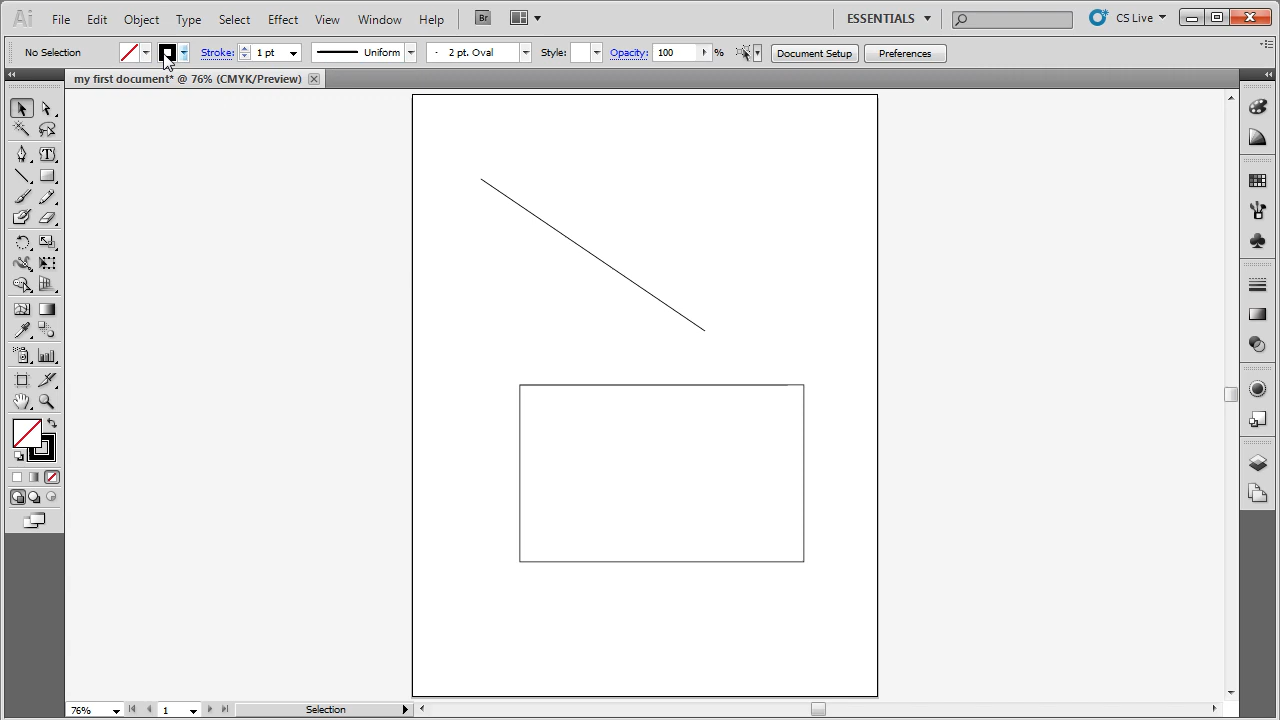 Ai File Edit Object Type Select Effect View Window Help Br ESSENTIALS CS Live
No Selection Stroke: 1 pt Uniform 2 pt. Oval Style: Opacity: 100 % Document Setup Preferences
my first document* @ 76% (CMYK/Preview)
T
76% 1 Selection